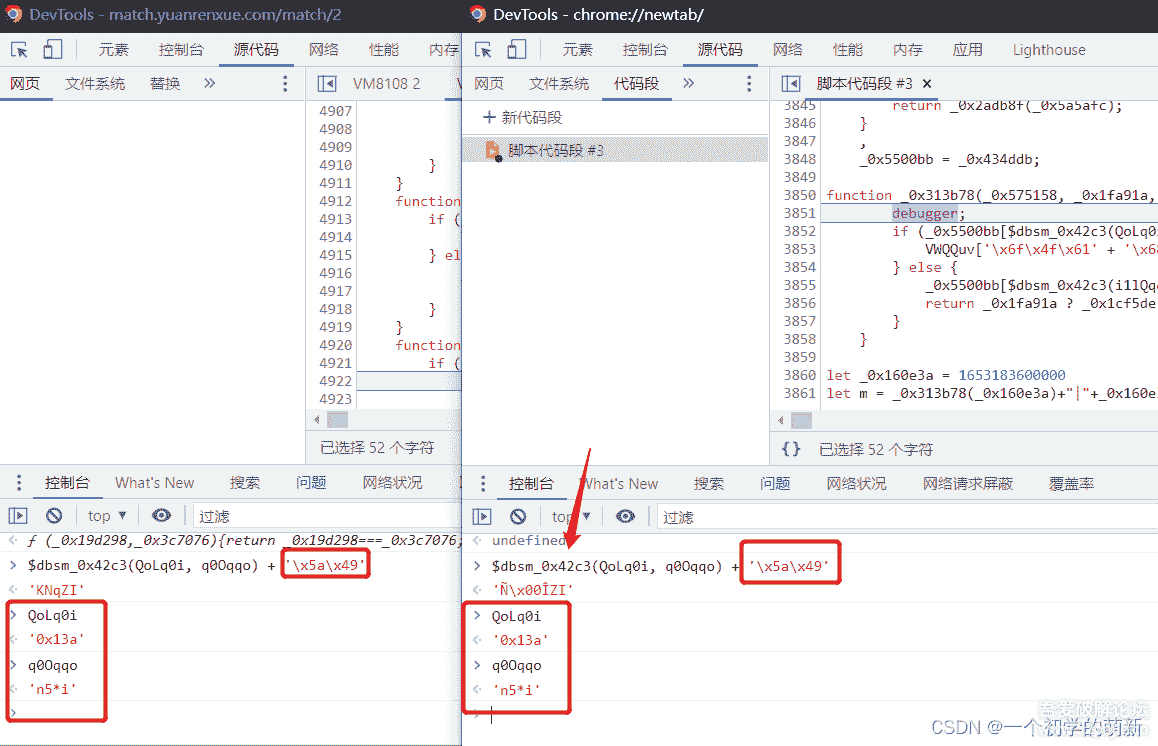 DevTools - match.yuanrenxue.com/match/2
元素 控制台 源代码 网络 性能 内存
网页 文件系统 替换 »
VM8108 2
4907
4908
4909
4910 }
4911 }
4912 function
4913 if (
4914
4915 } el
4916
4917
4918 }
4919 }
4920 function
4921 if (
4922
4923
已选择 52 个字符
控制台 What's New 搜索 问题 网络状况
top ▼ 过滤
ƒ (_0x19d298,_0x3c7076){return _0x19d298===_0x3c7076;
> $dbsm_0x42c3(QoLq0i, q0Oqqo) + '\x5a\x49'
'KNqZI'
> QoLq0i
'0x13a'
> q0Oqqo
'n5*i'
>
DevTools - chrome://newtab/
元素 控制台 源代码 网络 性能 内存 应用 Lighthouse
网页 文件系统 代码段 »
脚本代码段 #3 ×
+ 新代码段
脚本代码段 #3
3845 return _0x2adb8f(_0x5a5afc);
3846 }
3847 ,
3848 _0x5500bb = _0x434ddb;
3849
3850 function _0x313b78(_0x575158, _0x1fa91a,
3851 debugger;
3852 if (_0x5500bb[$dbsm_0x42c3(QoLq0i
3853 VWQQuv['\x6f\x4f\x61' + '\x68
3854 } else {
3855 _0x5500bb[$dbsm_0x42c3(i1lQqq
3856 return _0x1fa91a ? _0x1cf5de
3857 }
3858 }
3859
3860 let _0x160e3a = 1653183600000
3861 let m = _0x313b78(_0x160e3a)+"|"+_0x160e3
{} 已选择 52 个字符
控制台 What's New 搜索 问题 网络状况 网络请求屏蔽 覆盖率
top ▼ 过滤
undefined
> $dbsm_0x42c3(QoLq0i, q0Oqqo) + '\x5a\x49'
'Ñ\x00ÎZI'
> QoLq0i
'0x13a'
> q0Oqqo
'n5*i'
>
吾爱破解论坛
CSDN @一个初学的萌新